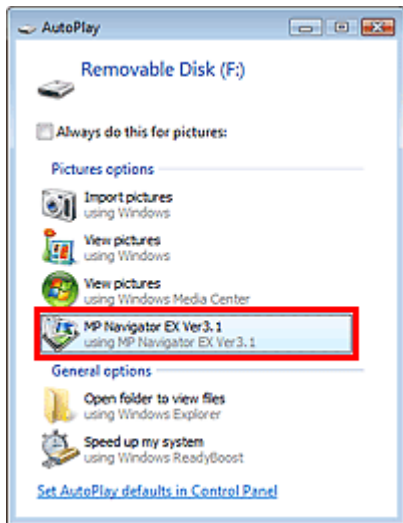 AutoPlay
Removable Disk (F:)
Always do this for pictures:
Pictures options
Import pictures
using Windows
View pictures
using Windows
View pictures
using Windows Media Center
MP Navigator EX Ver3.1
using MP Navigator EX Ver3.1
General options
Open folder to view files
using Windows Explorer
Speed up my system
using Windows ReadyBoost
Set AutoPlay defaults in Control Panel